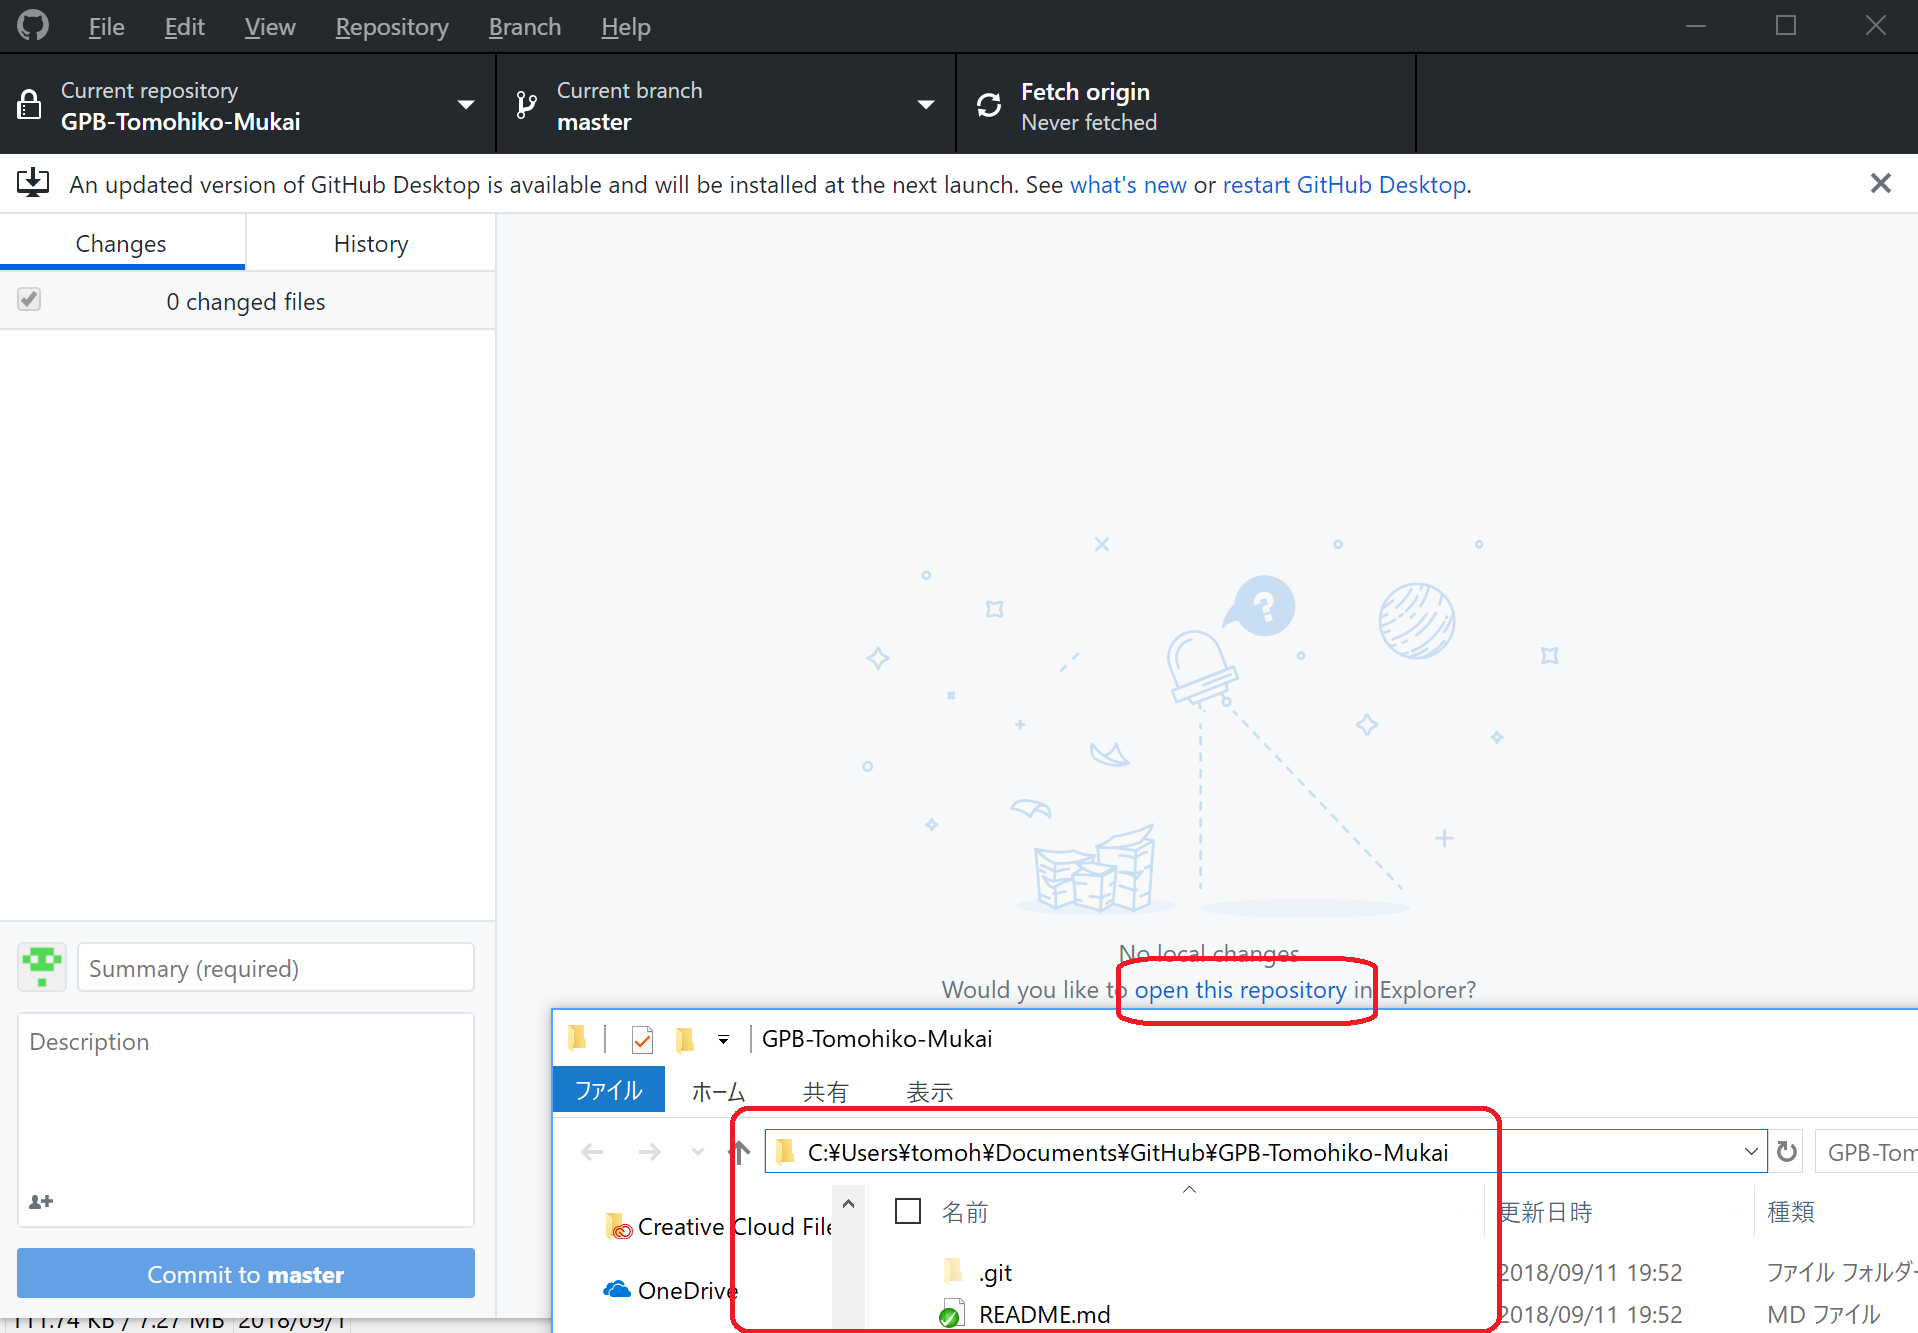 File Edit View Repository Branch Help
Current repository
GPB-Tomohiko-Mukai
Current branch
master
Fetch origin
Never fetched
An updated version of GitHub Desktop is available and will be installed at the next launch. See what's new or restart GitHub Desktop.
Changes History
0 changed files
?
No local changes
Would you like to open this repository in Explorer?
Summary (required)
Description
Commit to master
111.74 KB / 7.27 MB 2018/09/1
GPB-Tomohiko-Mukai
ファイル ホーム 共有 表示
C:¥Users¥tomoh¥Documents¥GitHub¥GPB-Tomohiko-Mukai GPB-Tom
名前 更新日時 種類
Creative Cloud File
OneDrive
.git 2018/09/11 19:52 ファイル フォルダー
README.md 2018/09/11 19:52 MD ファイル